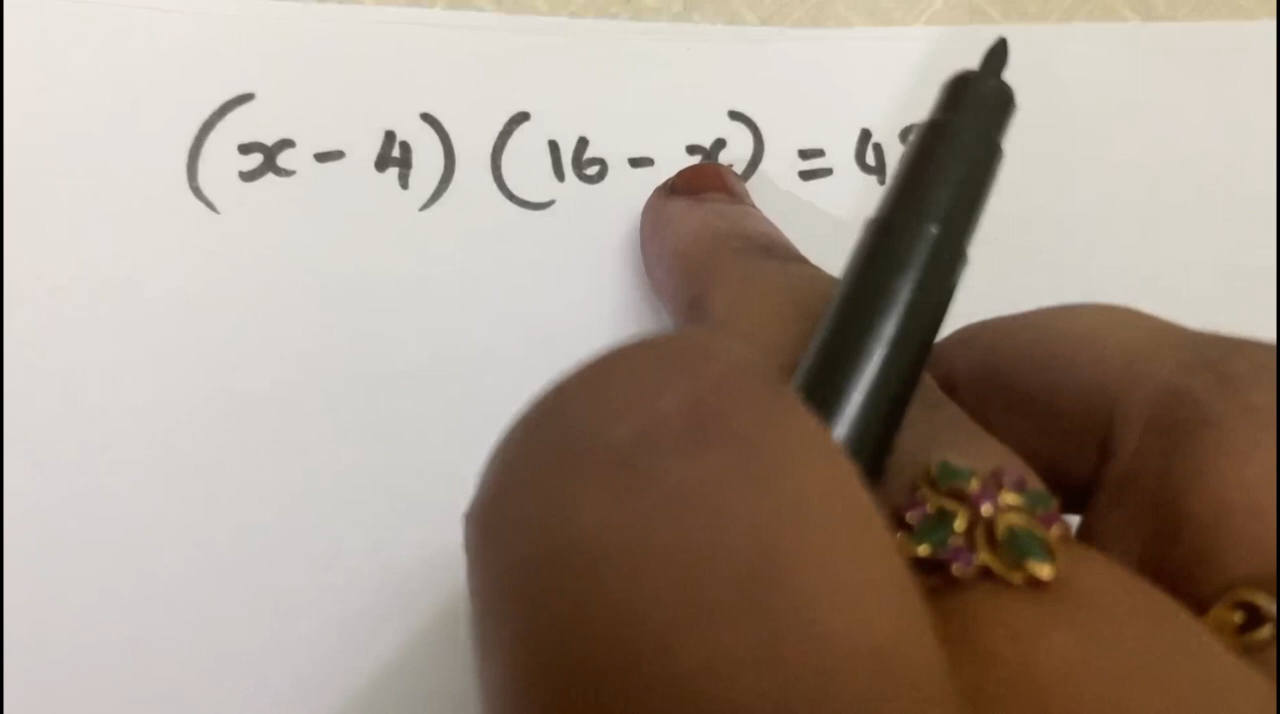 (x - 4) (16 - x) = 4